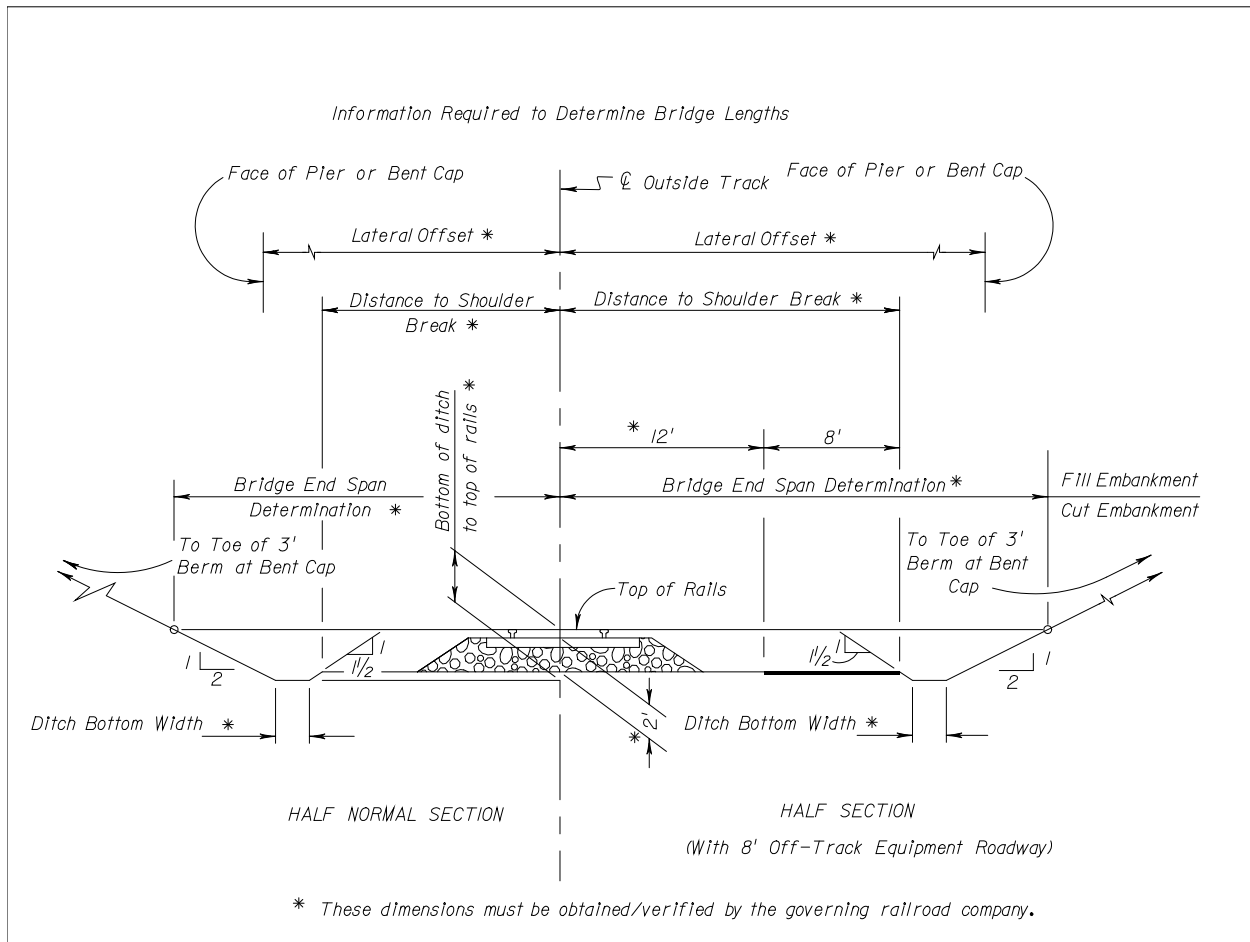 Information Required to Determine Bridge Lengths
Face of Pier or Bent Cap
℄ Outside Track
Face of Pier or Bent Cap
Lateral Offset *
Lateral Offset *
Distance to Shoulder
Break *
Distance to Shoulder Break *
Bottom of ditch
to top of rails *
* 12'
8'
Bridge End Span
Determination *
Bridge End Span Determination *
Fill Embankment
Cut Embankment
To Toe of 3'
Berm at Bent Cap
To Toe of 3'
Berm at Bent
Cap
Top of Rails
1
2
1
1½
1
1½
1
2
Ditch Bottom Width *
* 2'
Ditch Bottom Width *
HALF NORMAL SECTION
HALF SECTION
(With 8' Off-Track Equipment Roadway)
* These dimensions must be obtained/verified by the governing railroad company.